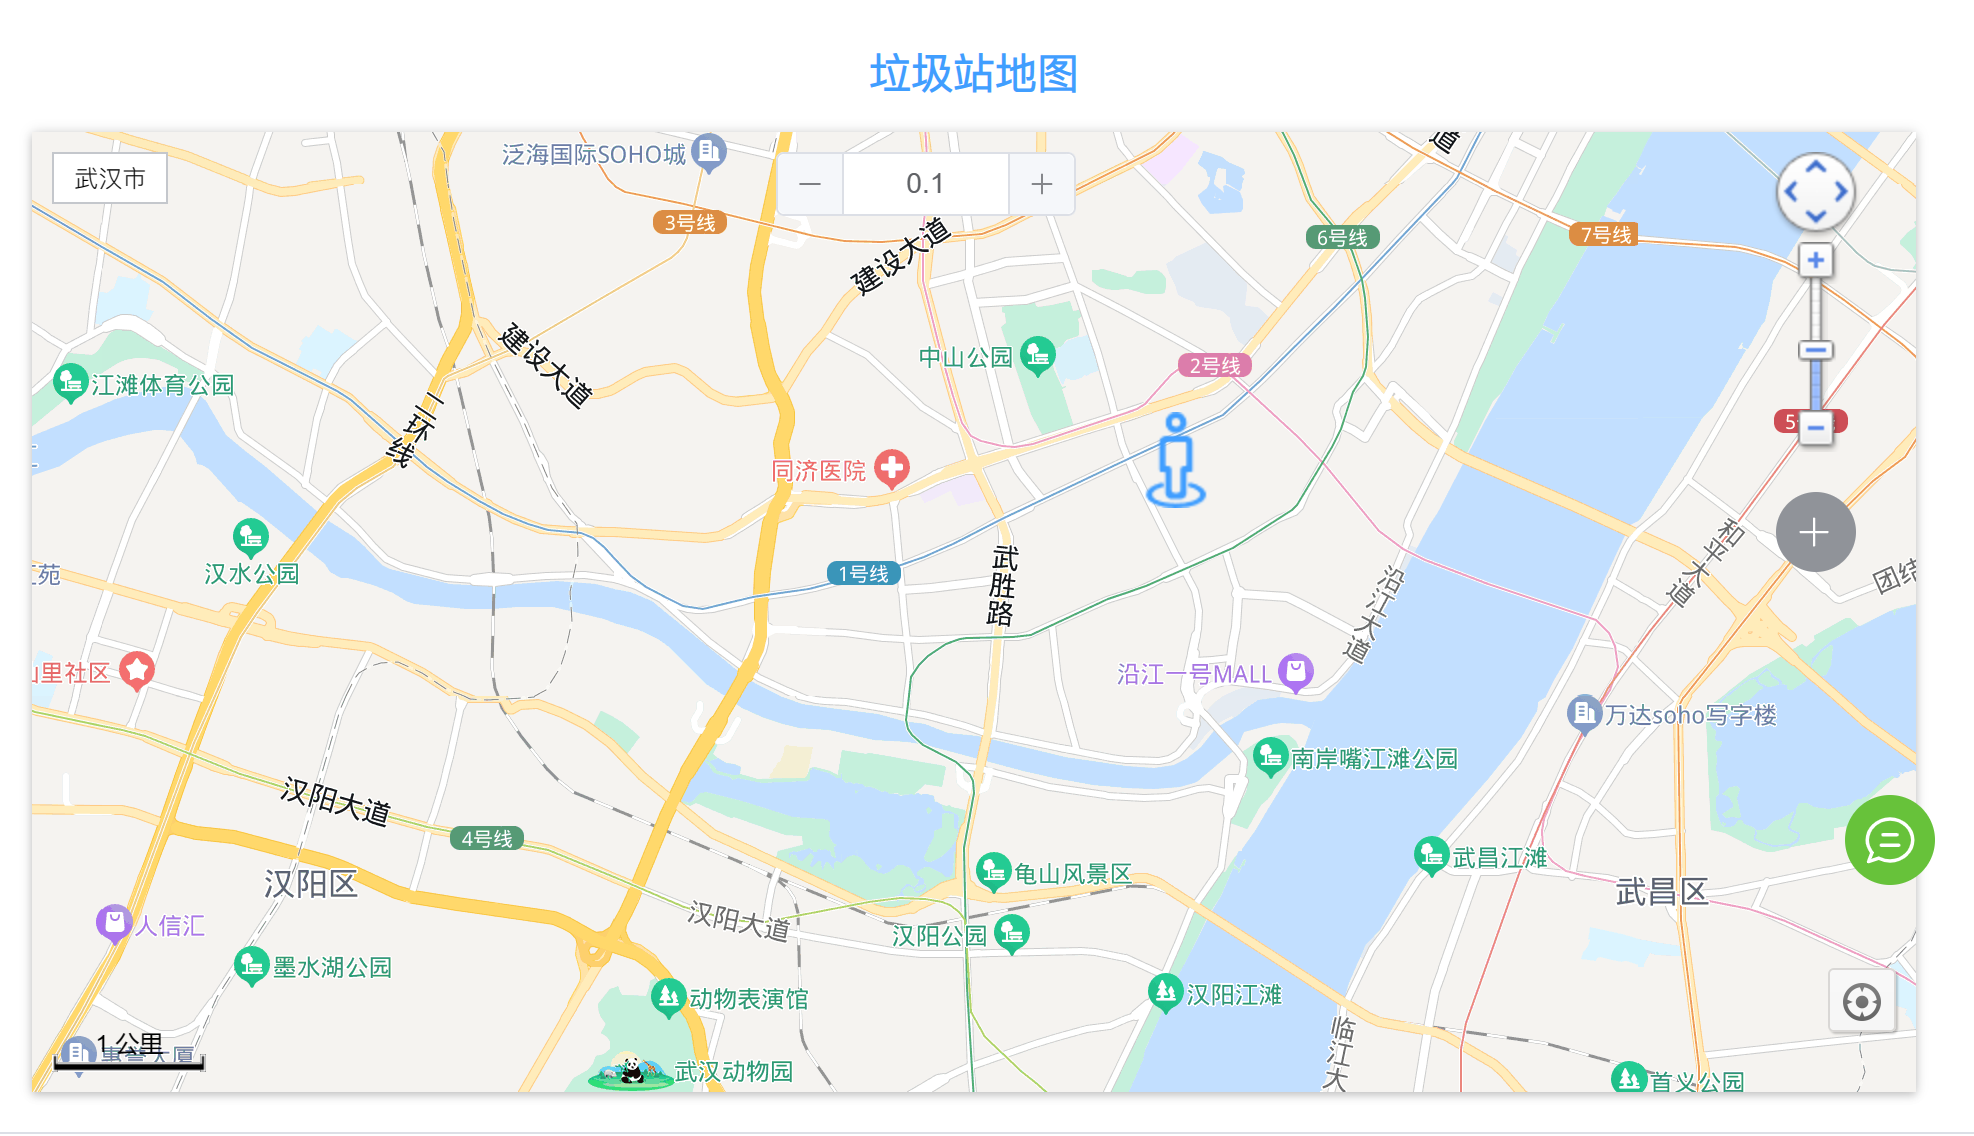 垃圾站地图
武汉市
泛海国际SOHO城
0.1
3号线
6号线
7号线
建设大道
建设大道
中山公园
2号线
江滩体育公园
二环线
同济医院
汉水公园
1号线
武胜路
沿江大道
和平大道
团结
苑
里社区
沿江一号MALL
万达soho写字楼
南岸嘴江滩公园
汉阳大道
4号线
武昌江滩
龟山风景区
汉阳区
武昌区
人信汇
汉阳大道
汉阳公园
墨水湖公园
动物表演馆
汉阳江滩
临江大
1 公里
武汉动物园
首义公园